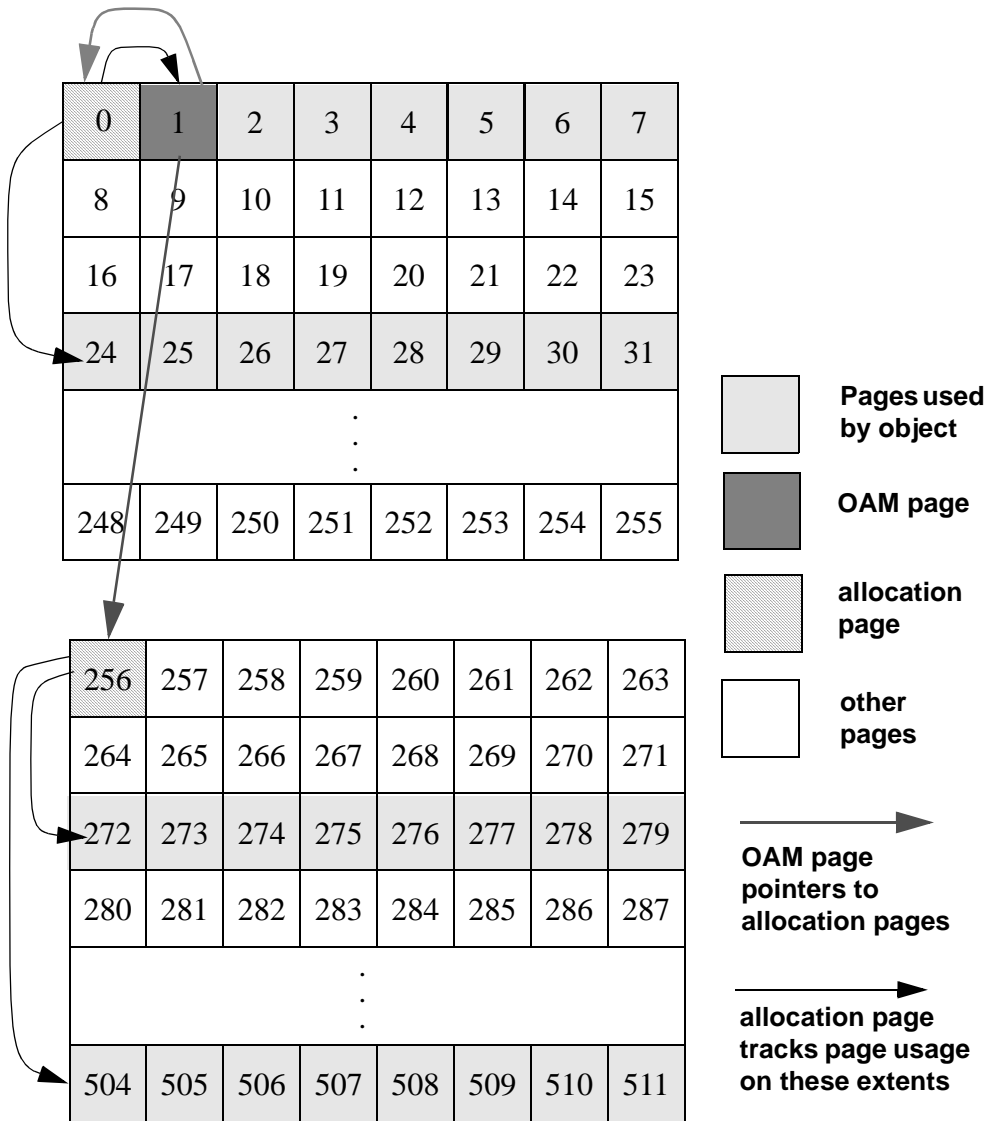 0 1 2 3 4 5 6 7
8 9 10 11 12 13 14 15
16 17 18 19 20 21 22 23
24 25 26 27 28 29 30 31
.
.
.
248 249 250 251 252 253 254 255
256 257 258 259 260 261 262 263
264 265 266 267 268 269 270 271
272 273 274 275 276 277 278 279
280 281 282 283 284 285 286 287
.
.
.
504 505 506 507 508 509 510 511
Pages used
by object
OAM page
allocation
page
other
pages
OAM page
pointers to
allocation pages
allocation page
tracks page usage
on these extents